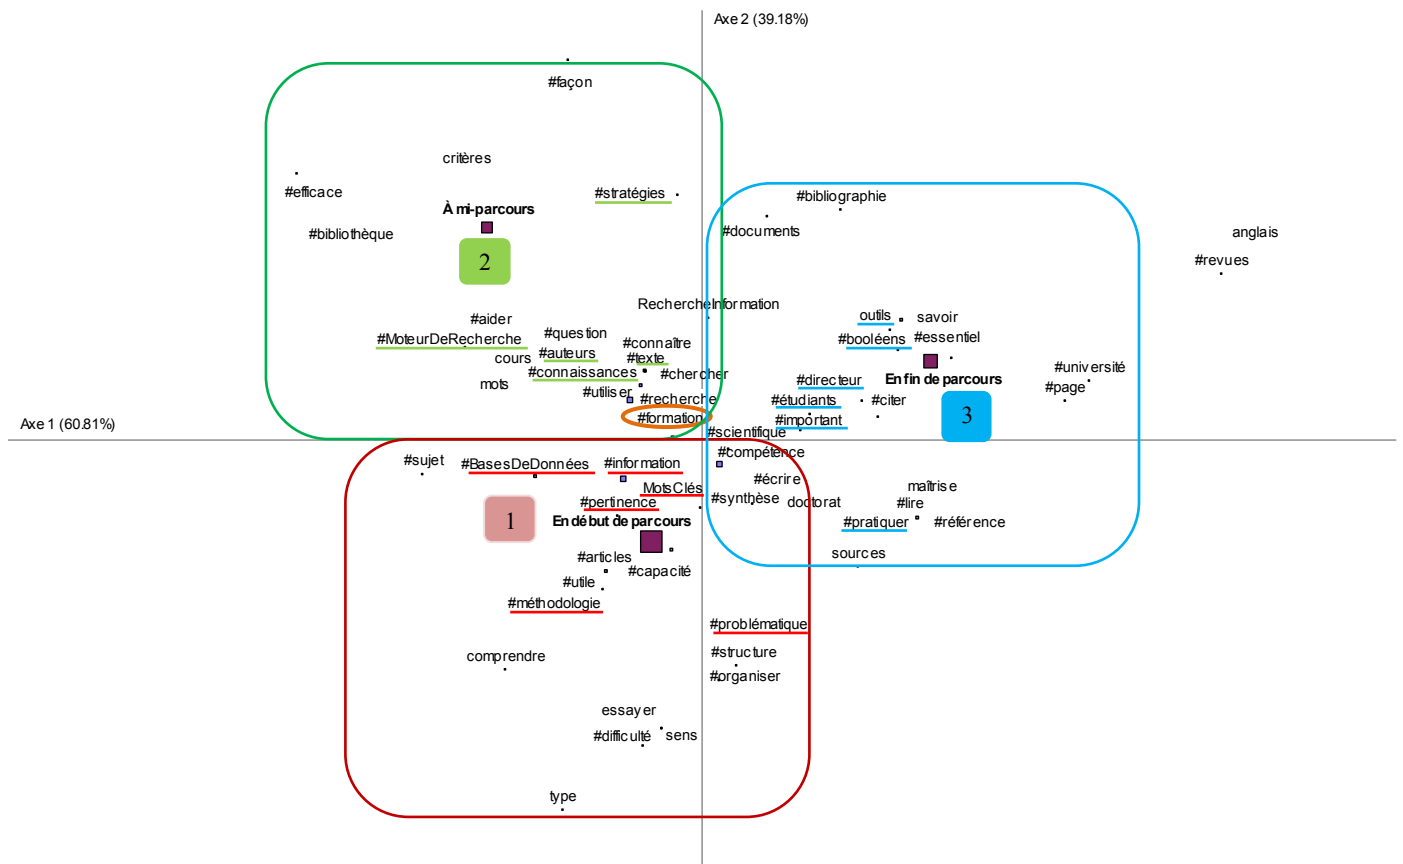 Axe 2 (39.18%)
#façon
critères
#efficace
#stratégies
#bibliographie
À mi-parcours
#bibliothèque
#documents
anglais
2
#revues
RechercheInformation
#aider
outils
savoir
#MoteurDeRecherche
#question
#connaître
#booléens
#essentiel
cours
#auteurs
#texte
#connaissances
#chercher
#université
mots
#directeur
En fin de parcours
#page
#utiliser
#recherche
#étudiants
#citer
3
#formation
#important
Axe 1 (60.81%)
#scientifique
#compétence
#sujet
#BasesDeDonnées
#information
#écrire
MotsClés
maîtrise
#pertinence
#synthèse
doctorat
#lire
1
En début de parcours
#pratiquer
#référence
#articles
sources
#capacité
#utile
#méthodologie
#problématique
comprendre
#structure
#organiser
essayer
#difficulté
sens
type